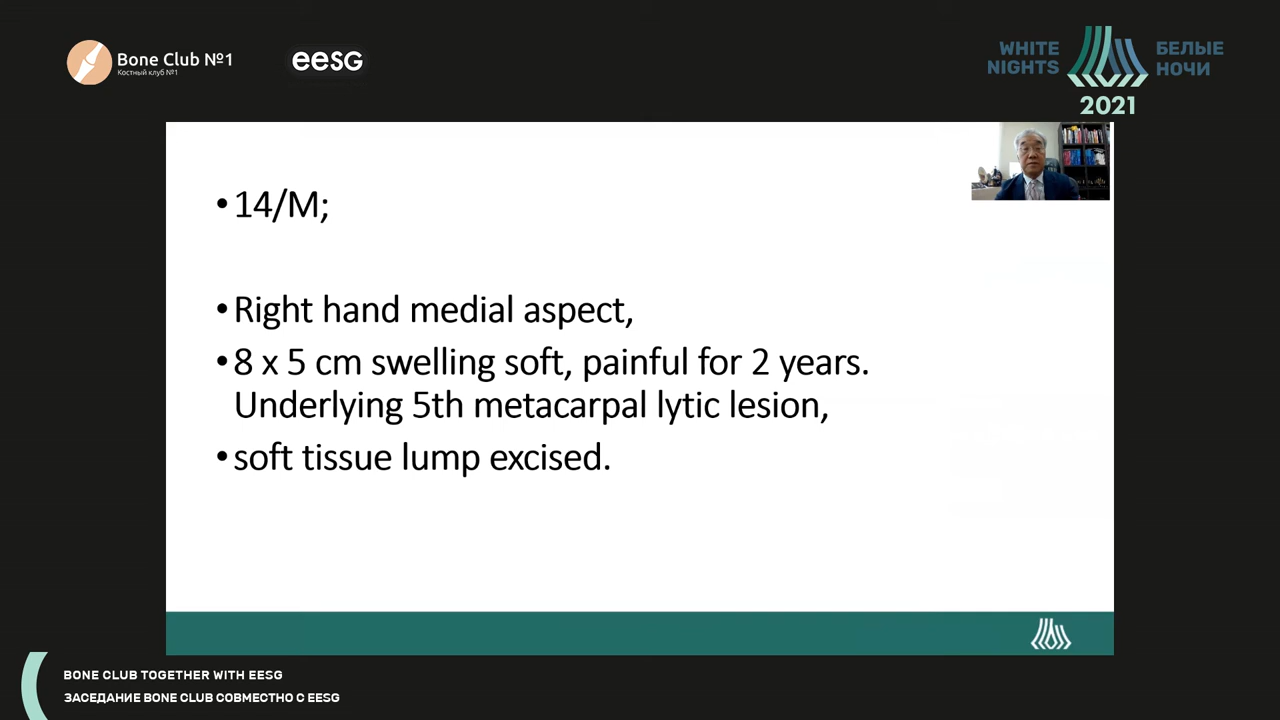 Bone Club №1
Костный клуб №1
eesg
WHITE
NIGHTS
БЕЛЫЕ
НОЧИ
2021
•14/M;
•Right hand medial aspect,
•8 x 5 cm swelling soft, painful for 2 years.
Underlying 5th metacarpal lytic lesion,
•soft tissue lump excised.
BONE CLUB TOGETHER WITH EESG
ЗАСЕДАНИЕ BONE CLUB СОВМЕСТНО С EESG